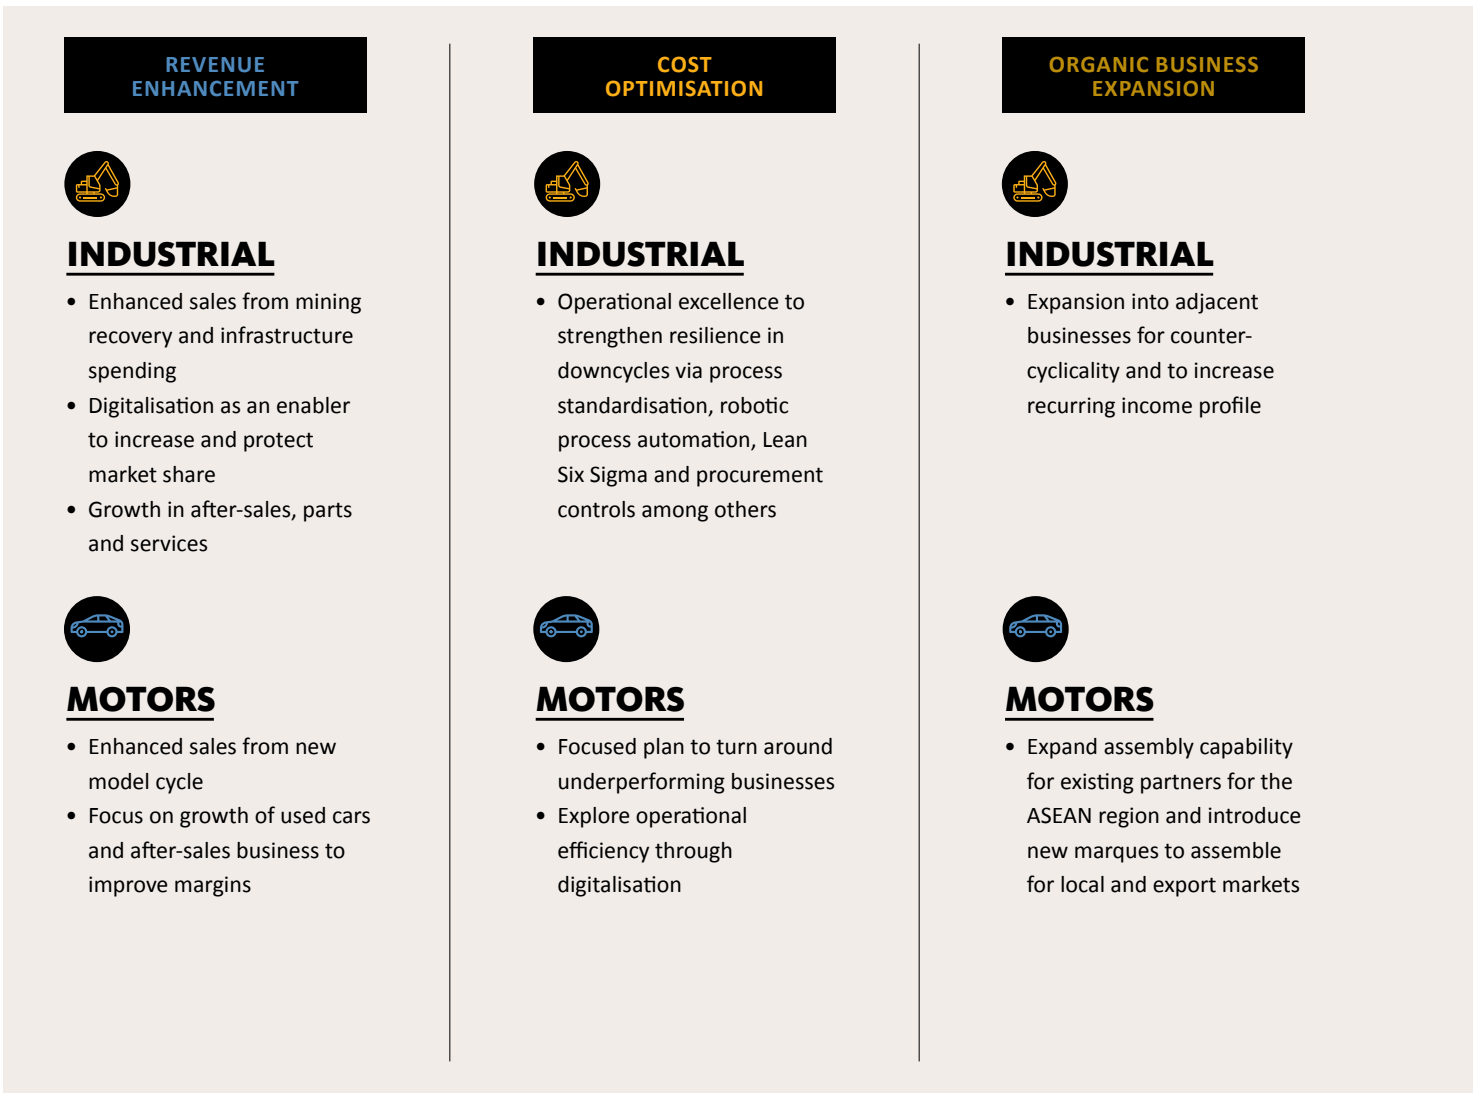 REVENUE
ENHANCEMENT
INDUSTRIAL
• Enhanced sales from mining
recovery and infrastructure
spending
• Digitalisation as an enabler
to increase and protect
market share
• Growth in after-sales, parts
and services
MOTORS
• Enhanced sales from new
model cycle
• Focus on growth of used cars
and after-sales business to
improve margins
COST
OPTIMISATION
INDUSTRIAL
• Operational excellence to
strengthen resilience in
downcycles via process
standardisation, robotic
process automation, Lean
Six Sigma and procurement
controls among others
MOTORS
• Focused plan to turn around
underperforming businesses
• Explore operational
efficiency through
digitalisation
ORGANIC BUSINESS
EXPANSION
INDUSTRIAL
• Expansion into adjacent
businesses for counter-
cyclicality and to increase
recurring income profile
MOTORS
• Expand assembly capability
for existing partners for the
ASEAN region and introduce
new marques to assemble
for local and export markets